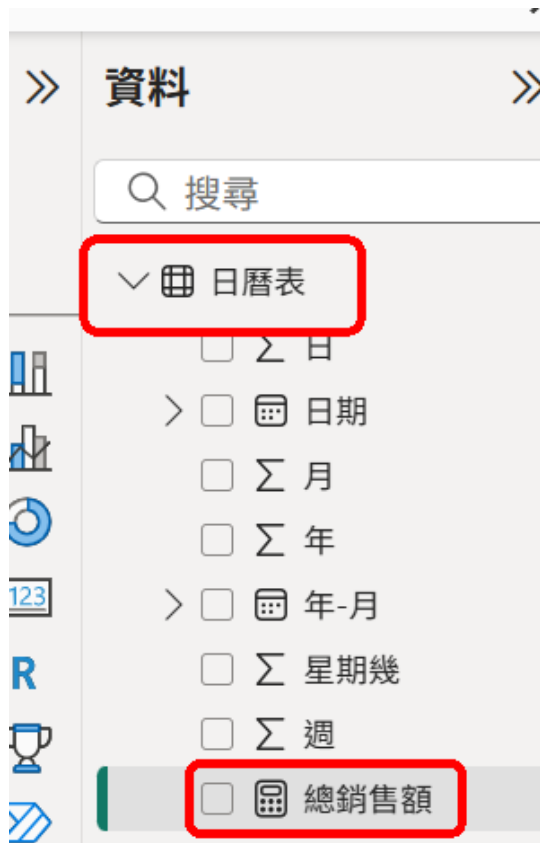 資料
搜尋
日曆表
Σ 日
日期
Σ 月
Σ 年
123
年-月
R
Σ 星期幾
Σ 週
總銷售額